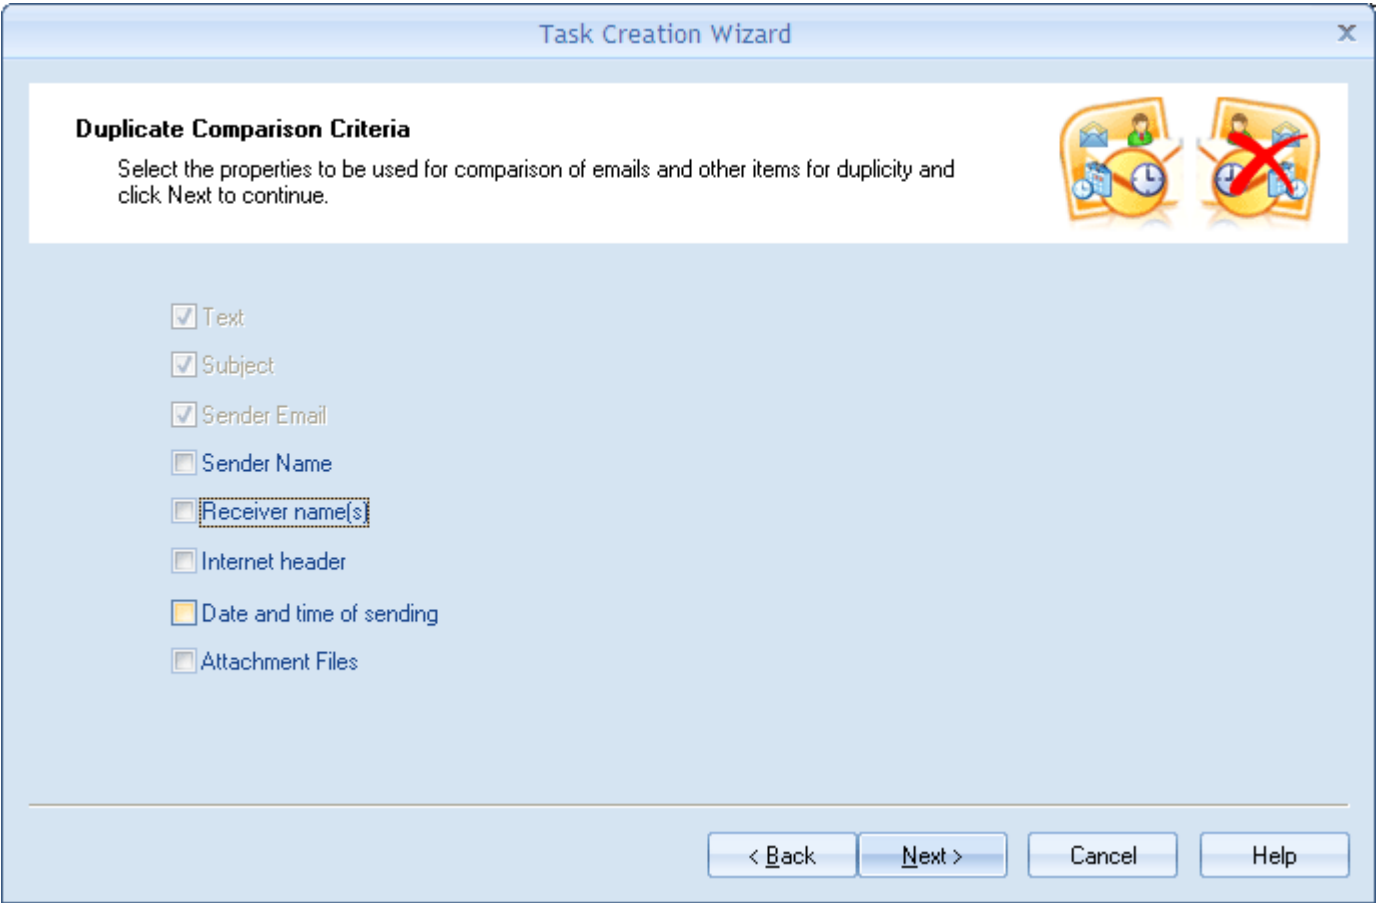 Task Creation Wizard
Duplicate Comparison Criteria
Select the properties to be used for comparison of emails and other items for duplicity and
click Next to continue.
Text
Subject
Sender Email
Sender Name
Receiver name(s)
Internet header
Date and time of sending
Attachment Files
< Back
Next >
Cancel
Help